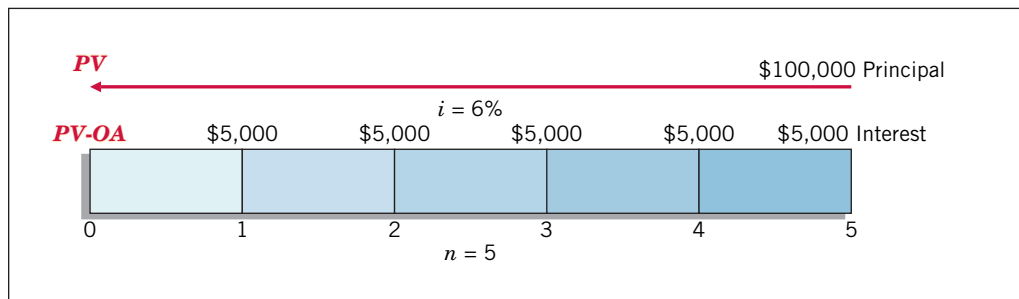 PV
$100,000 Principal
i = 6%
PV-OA $5,000 $5,000 $5,000 $5,000 $5,000 Interest
0 1 2 3 4 5
n = 5